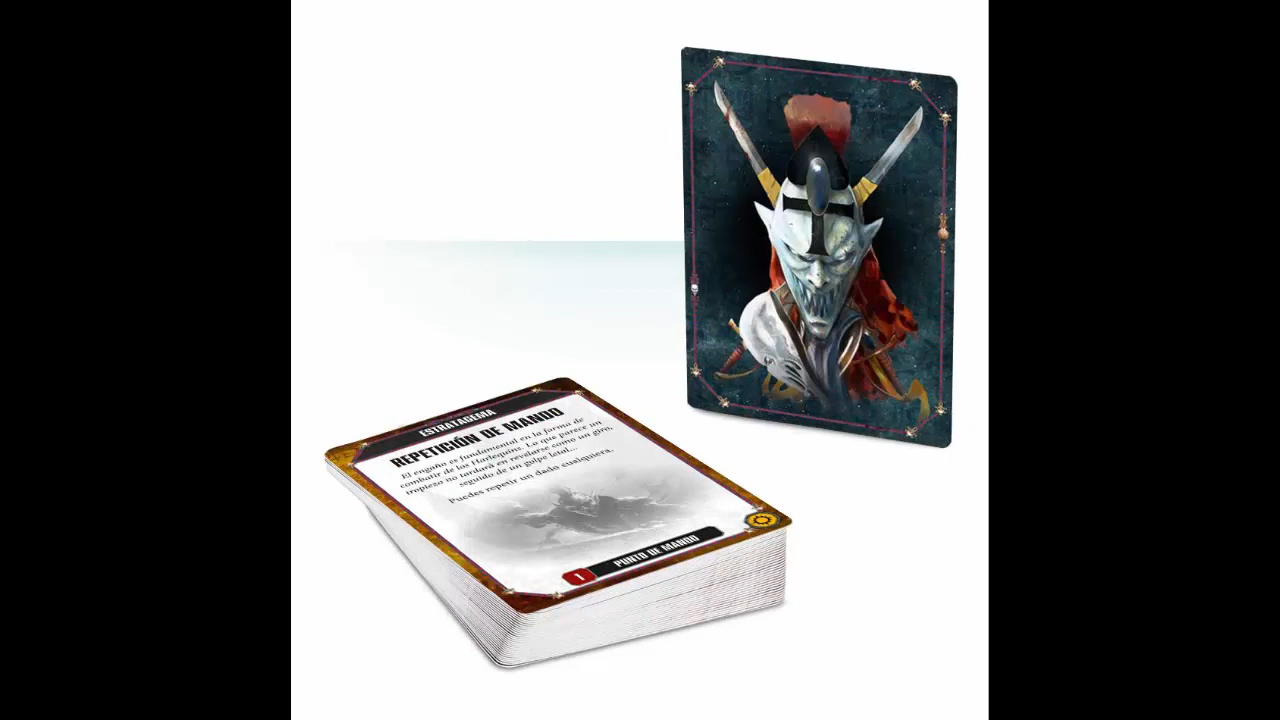 ESTRATAGEMA
REPETICIÓN DE MANDO
El engaño es fundamental en la forma de
combatir de los Harlequins. Lo que parece un
tropiezo no tardará en revelarse como un giro,
seguido de un golpe letal...
Puedes repetir un dado cualquiera.
1
PUNTO DE MANDO